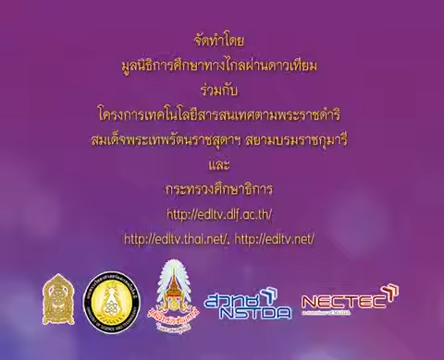 จัดทำโดย
มูลนิธิการศึกษาทางไกลผ่านดาวเทียม
ร่วมกับ
โครงการเทคโนโลยีสารสนเทศตามพระราชดำริ
สมเด็จพระเทพรัตนราชสุดาฯ สยามบรมราชกุมารี
และ
กระทรวงศึกษาธิการ
http://edltv.dlf.ac.th/
http://edltv.thai.net/, http://edltv.net/
สวทช
NSTDA
NECTEC